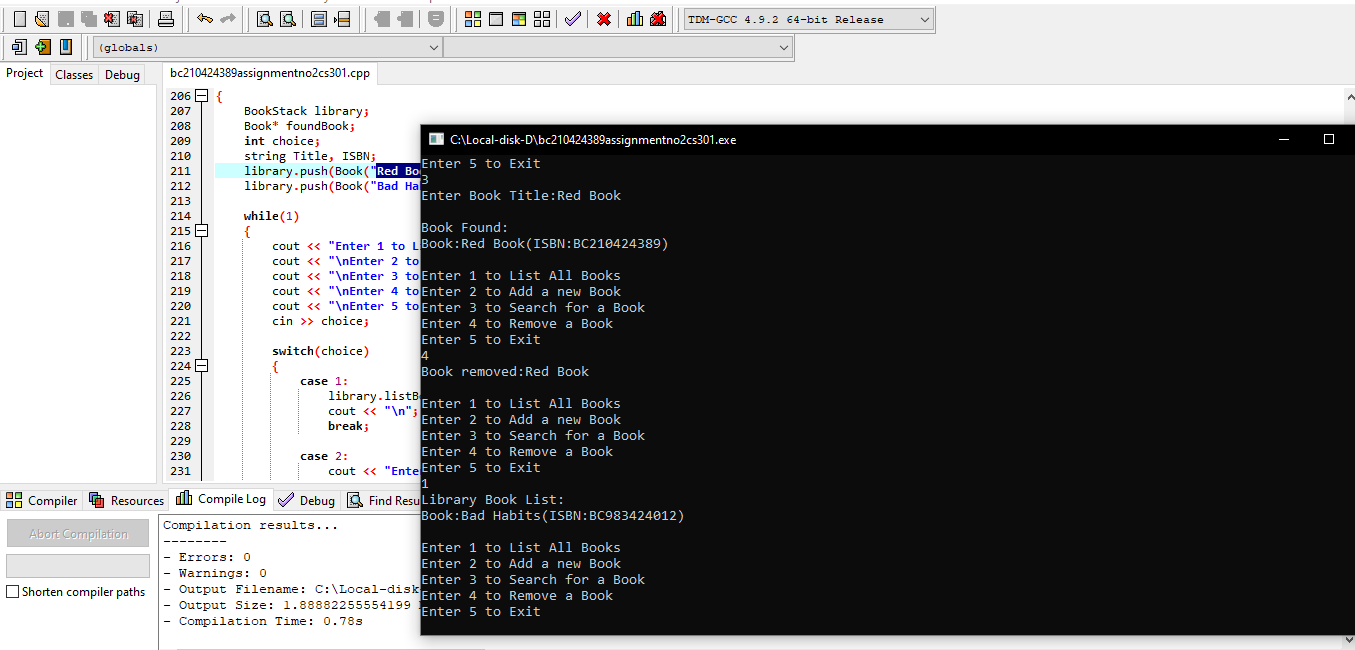 TDM-GCC 4.9.2 64-bit Release
(globals)
Project Classes Debug
bc210424389assignmentno2cs301.cpp
206 {
207 BookStack library;
208 Book* foundBook;
209 int choice;
210 string Title, ISBN;
211 library.push(Book("Red Bo
212 library.push(Book("Bad Ha
213
214 while(1)
215 {
216 cout << "Enter 1 to L
217 cout << "\nEnter 2 to
218 cout << "\nEnter 3 to
219 cout << "\nEnter 4 to
220 cout << "\nEnter 5 to
221 cin >> choice;
222
223 switch(choice)
224 {
225 case 1:
226 library.listB
227 cout << "\n";
228 break;
229
230 case 2:
231 cout << "Ente
C:\Local-disk-D\bc210424389assignmentno2cs301.exe
Enter 5 to Exit
3
Enter Book Title:Red Book
Book Found:
Book:Red Book(ISBN:BC210424389)
Enter 1 to List All Books
Enter 2 to Add a new Book
Enter 3 to Search for a Book
Enter 4 to Remove a Book
Enter 5 to Exit
4
Book removed:Red Book
Enter 1 to List All Books
Enter 2 to Add a new Book
Enter 3 to Search for a Book
Enter 4 to Remove a Book
Enter 5 to Exit
1
Library Book List:
Book:Bad Habits(ISBN:BC983424012)
Enter 1 to List All Books
Enter 2 to Add a new Book
Enter 3 to Search for a Book
Enter 4 to Remove a Book
Enter 5 to Exit
Compiler Resources Compile Log Debug Find Resu
Abort Compilation
Shorten compiler paths
Compilation results...
--------
- Errors: 0
- Warnings: 0
- Output Filename: C:\Local-disk
- Output Size: 1.88882255554199
- Compilation Time: 0.78s